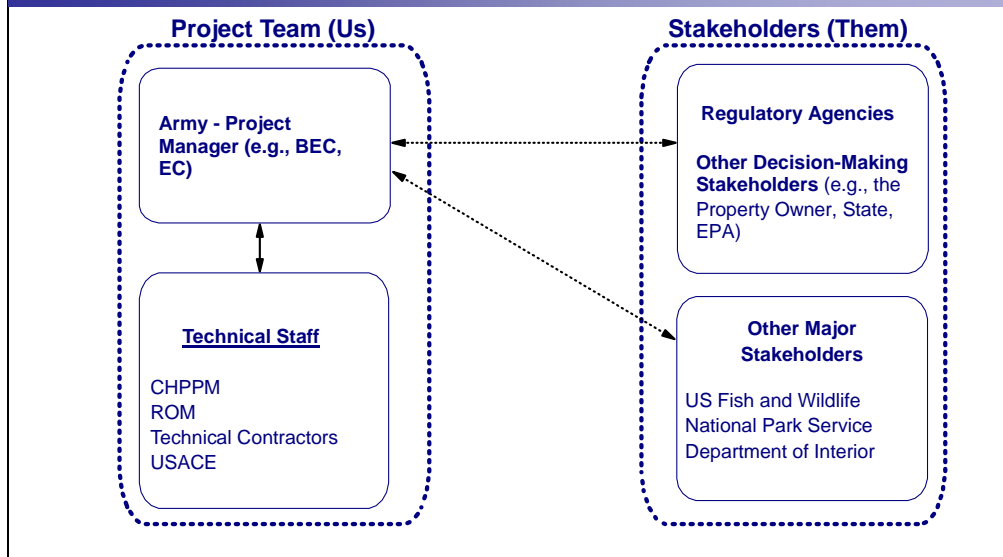 Project Team (Us)
Army - Project
Manager (e.g., BEC,
EC)
Technical Staff
CHPPM
ROM
Technical Contractors
USACE
Stakeholders (Them)
Regulatory Agencies
Other Decision-Making
Stakeholders (e.g., the
Property Owner, State,
EPA)
Other Major
Stakeholders
US Fish and Wildlife
National Park Service
Department of Interior